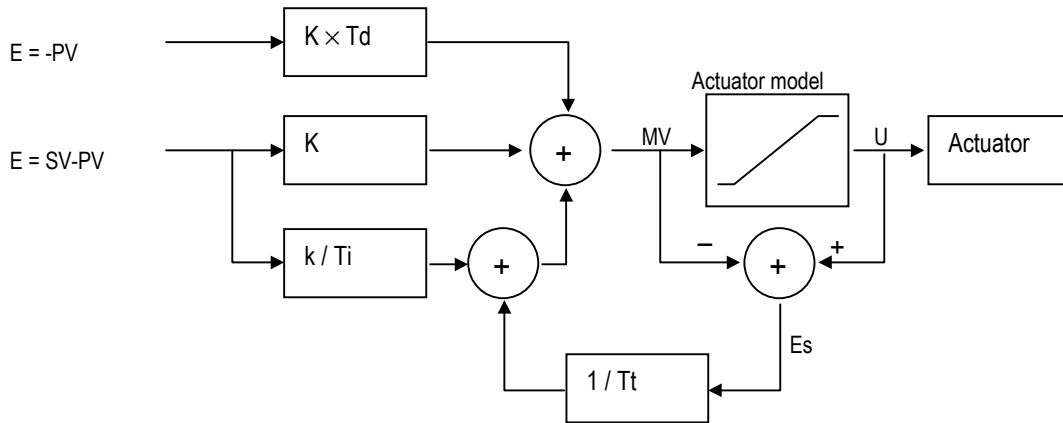 K × Td
E = -PV
Actuator model
K
+
MV
U
Actuator
E = SV-PV
k / Ti
+
−
+
+
Es
1 / Tt